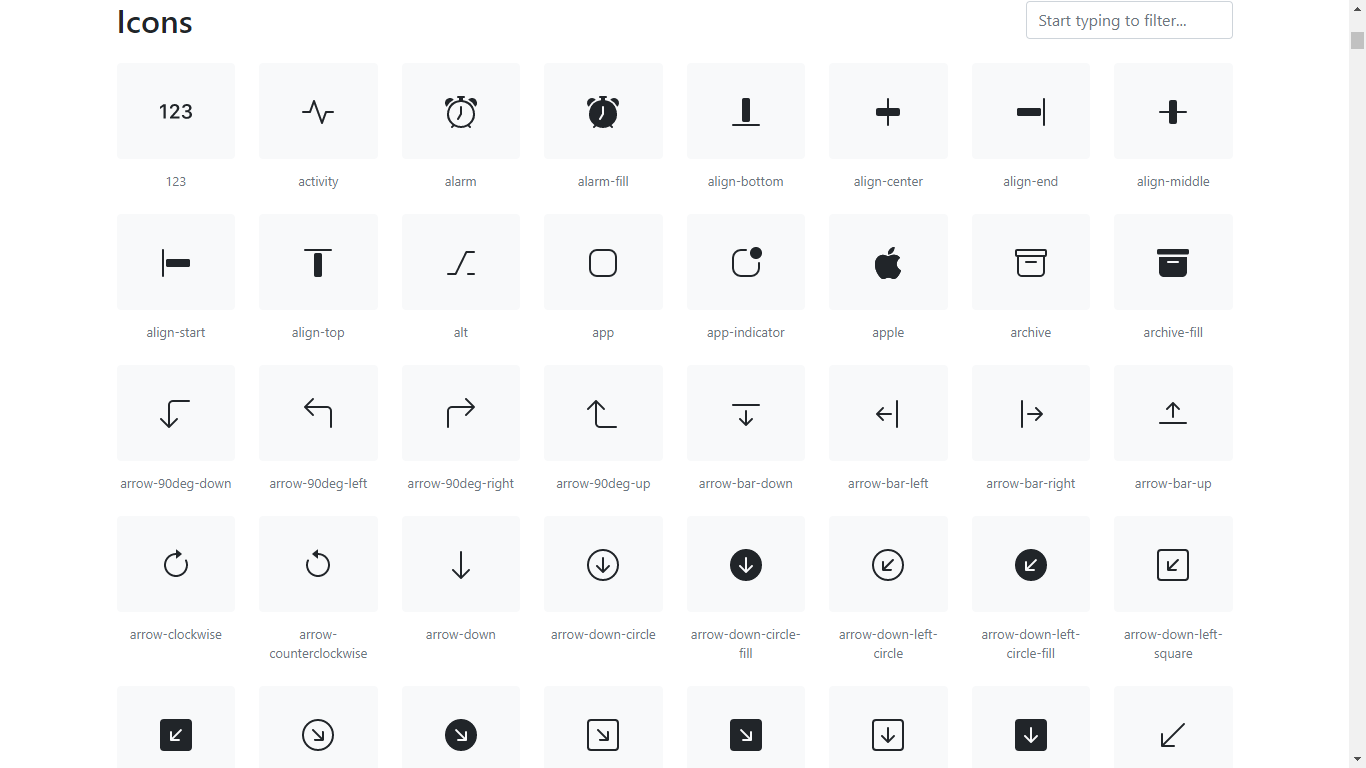 Icons
Start typing to filter...
123
123
activity
alarm
alarm-fill
align-bottom
align-center
align-end
align-middle
align-start
align-top
alt
app
app-indicator
apple
archive
archive-fill
arrow-90deg-down
arrow-90deg-left
arrow-90deg-right
arrow-90deg-up
arrow-bar-down
arrow-bar-left
arrow-bar-right
arrow-bar-up
arrow-clockwise
arrow-
counterclockwise
arrow-down
arrow-down-circle
arrow-down-circle-
fill
arrow-down-left-
circle
arrow-down-left-
circle-fill
arrow-down-left-
square